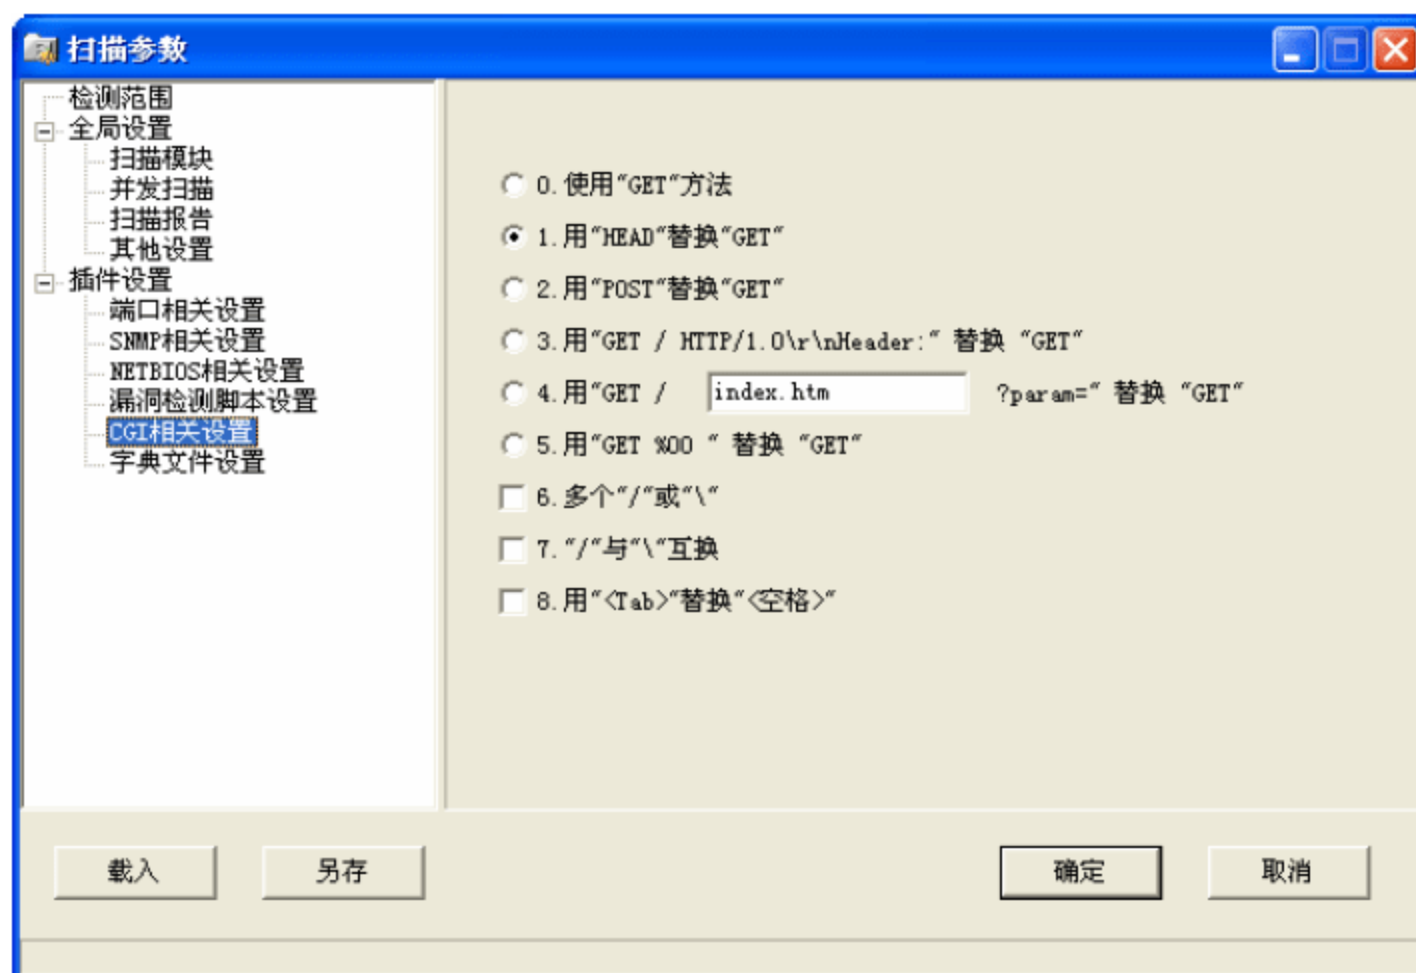 扫描参数
检测范围
全局设置
扫描模块
并发扫描
扫描报告
其他设置
插件设置
端口相关设置
SNMP相关设置
NETBIOS相关设置
漏洞检测脚本设置
CGI相关设置
字典文件设置
0.使用"GET"方法
1.用"HEAD"替换"GET"
2.用"POST"替换"GET"
3.用"GET / HTTP/1.0\r\nHeader:" 替换 "GET"
4.用"GET / index.htm ?param=" 替换 "GET"
5.用"GET %00 " 替换 "GET"
6.多个"/"或"\"
7."/"与"\"互换
8.用"<Tab>"替换"<空格>"
载入 另存 确定 取消